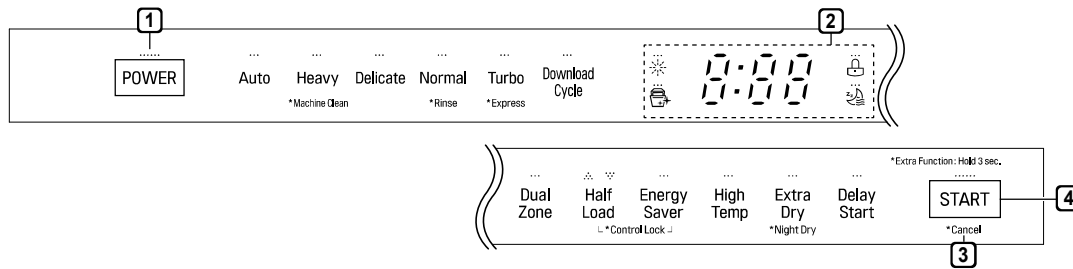 1
2
POWER
Auto Heavy Delicate Normal Turbo Download Cycle
*Machine Clean *Rinse *Express
8:88
*Extra Function: Hold 3 sec.
Dual Zone Half Load Energy Saver High Temp Extra Dry Delay Start START
4
*Control Lock *Night Dry *Cancel
3